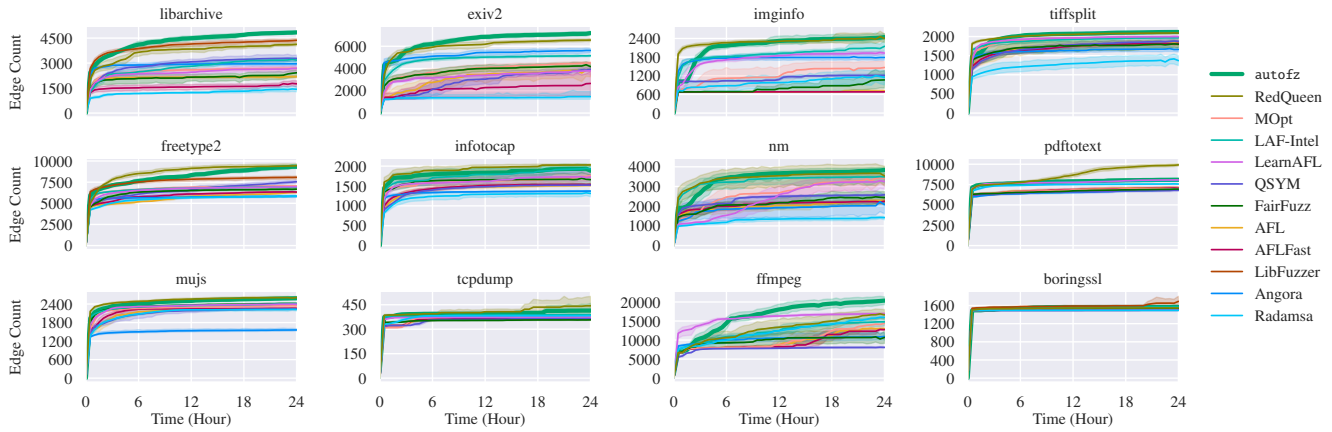 libarchive
exiv2
imginfo
tiffsplit
Edge Count
4500
3000
1500
0
6000
4000
2000
0
2400
1800
1200
600
0
2000
1500
1000
500
0
freetype2
infotocap
nm
pdftotext
Edge Count
10000
7500
5000
2500
0
2000
1500
1000
500
0
4000
3000
2000
1000
0
10000
7500
5000
2500
0
mujs
tcpdump
ffmpeg
boringssl
Edge Count
2400
1800
1200
600
0
450
300
150
0
20000
15000
10000
5000
0
1600
1200
800
400
0
0 6 12 18 24
0 6 12 18 24
0 6 12 18 24
0 6 12 18 24
Time (Hour)
Time (Hour)
Time (Hour)
Time (Hour)
autofz
RedQueen
MOpt
LAF-Intel
LearnAFL
QSYM
FairFuzz
AFL
AFLFast
LibFuzzer
Angora
Radamsa